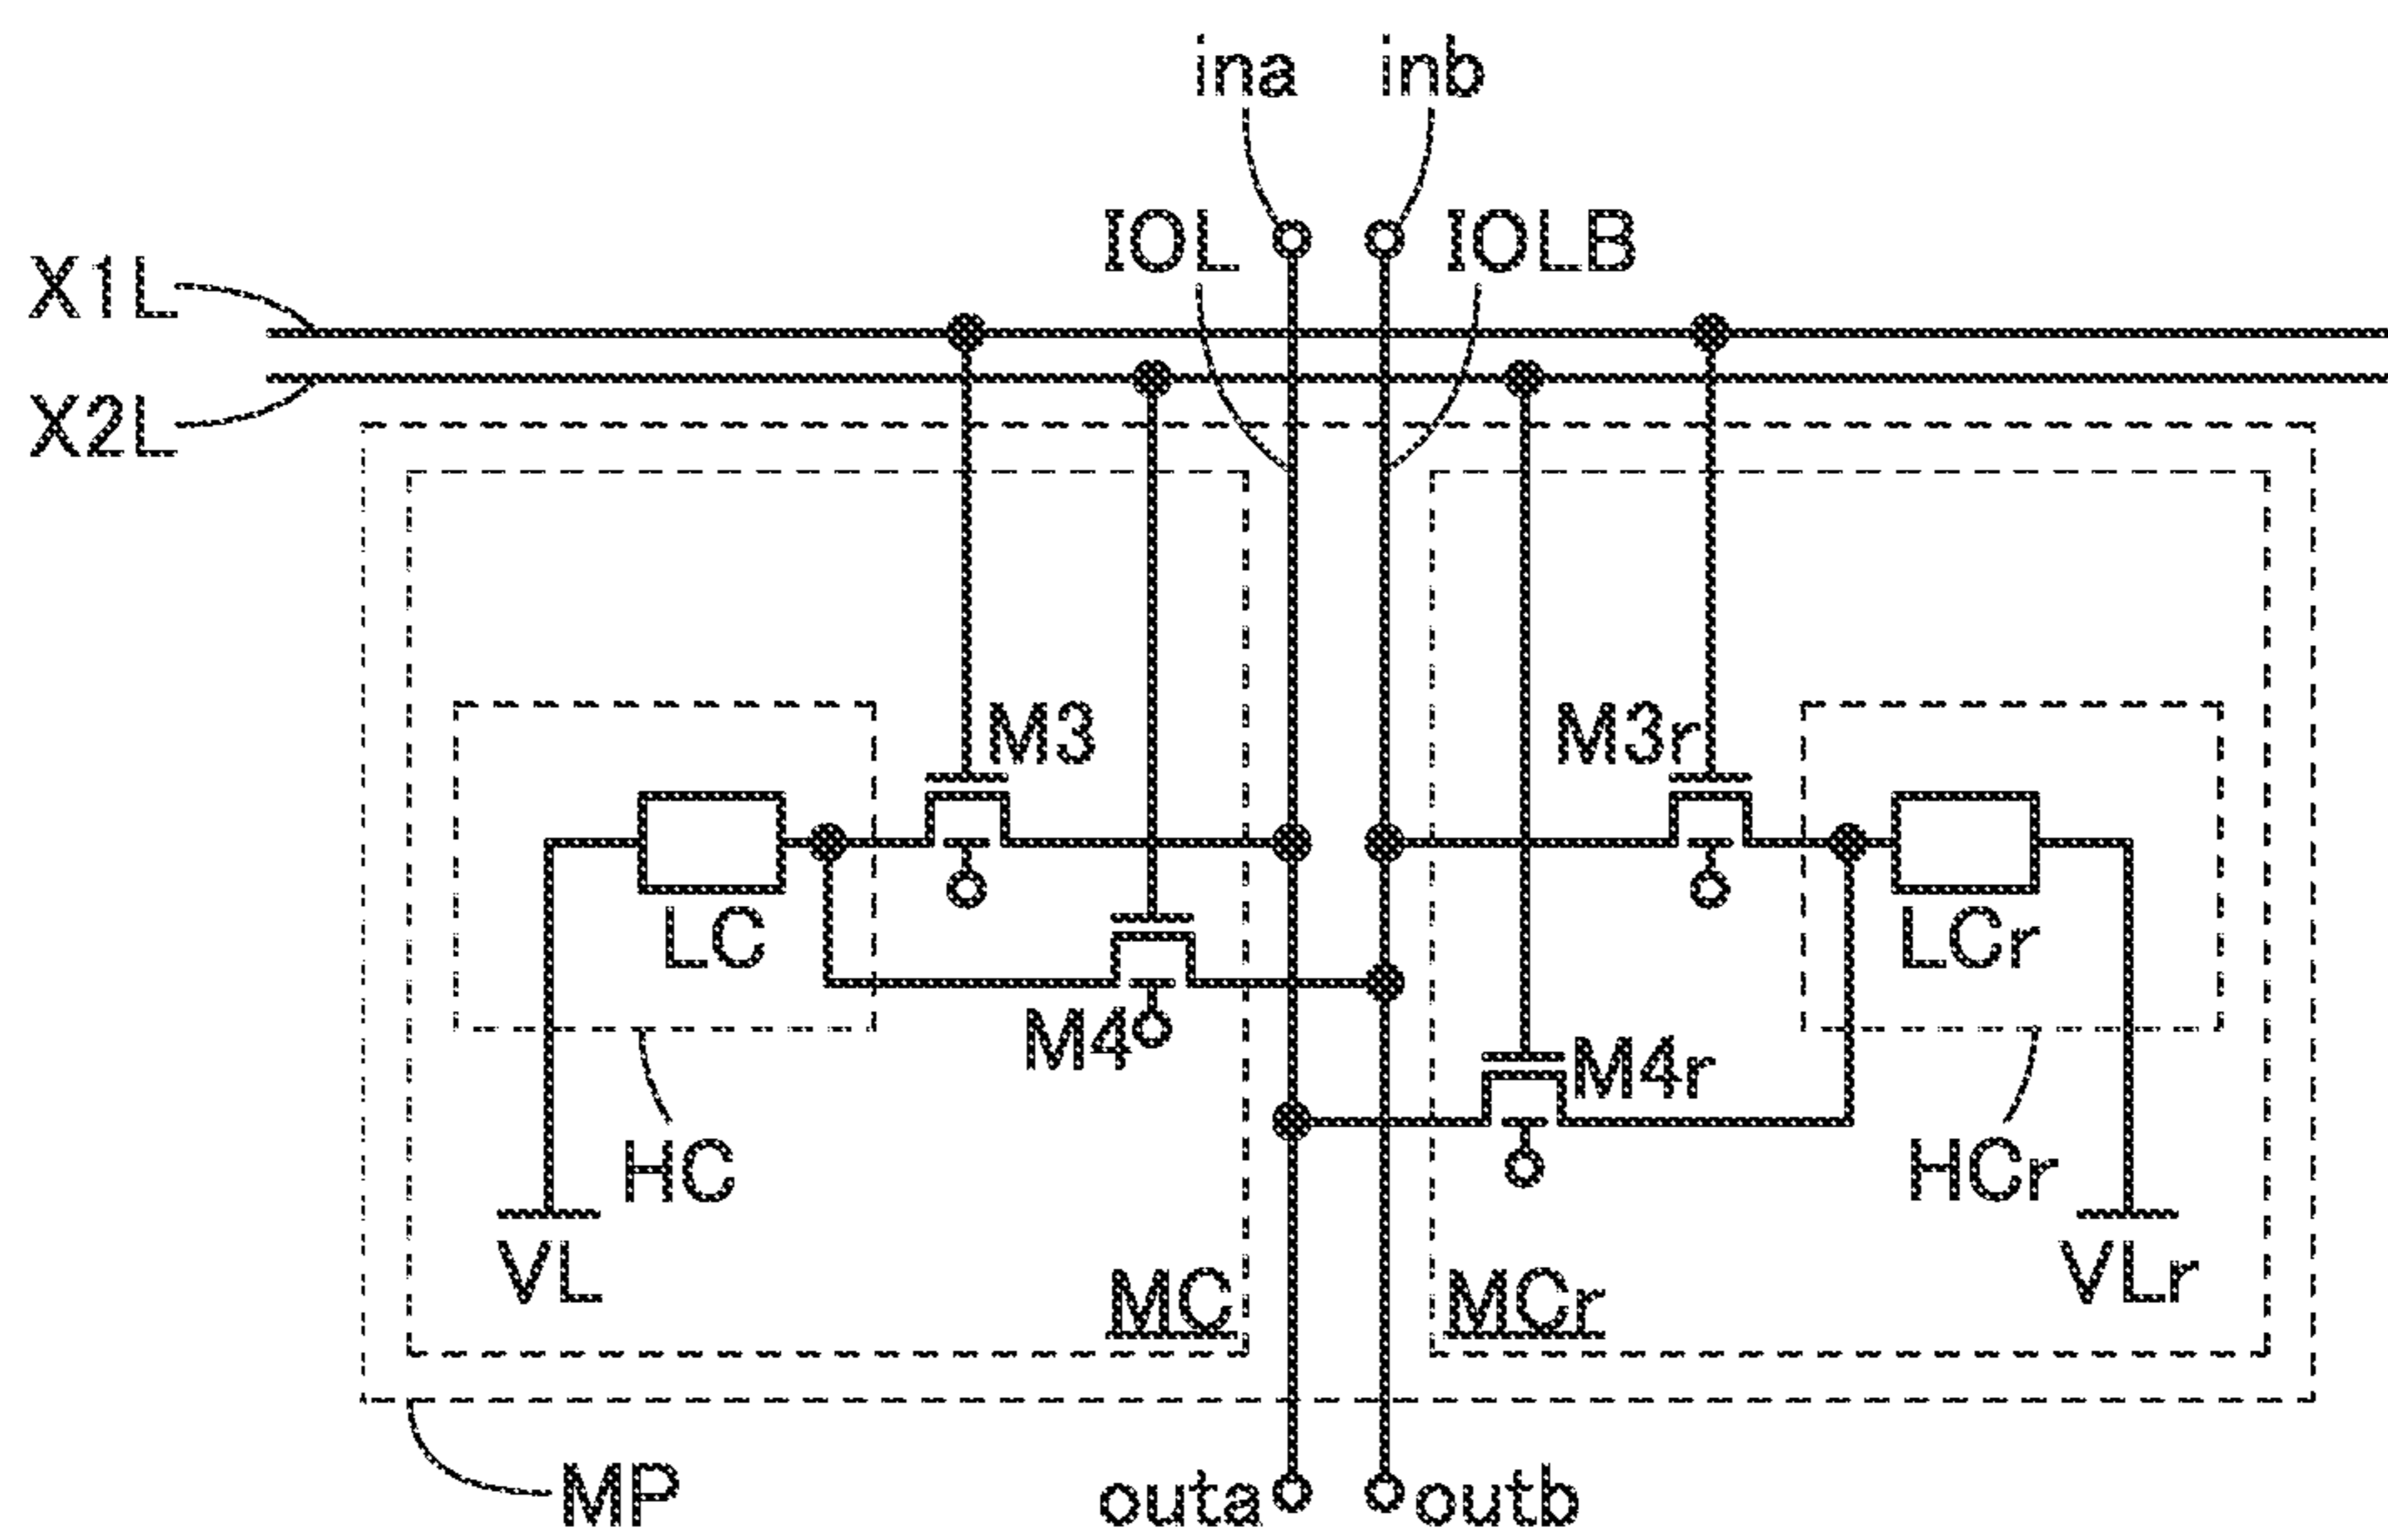 ina inb
IOL IOLB
X1L
X2L
M3 M3r
LC LCr
M4 M4r
HC HCr
VL VLr
MC MCr
MP outa outb